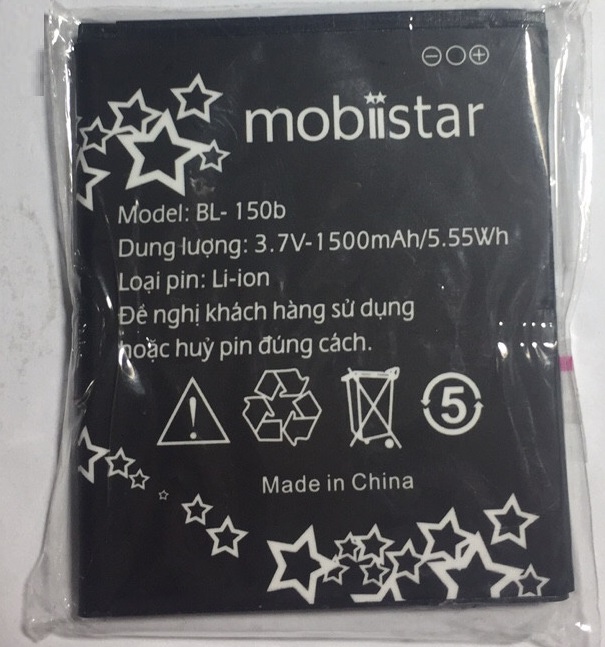 mobiistar
Model: BL- 150b
Dung lượng: 3.7V-1500mAh/5.55Wh
Loại pin: Li-ion
Đề nghị khách hàng sử dụng
hoặc huỷ pin đúng cách.
5
Made in China